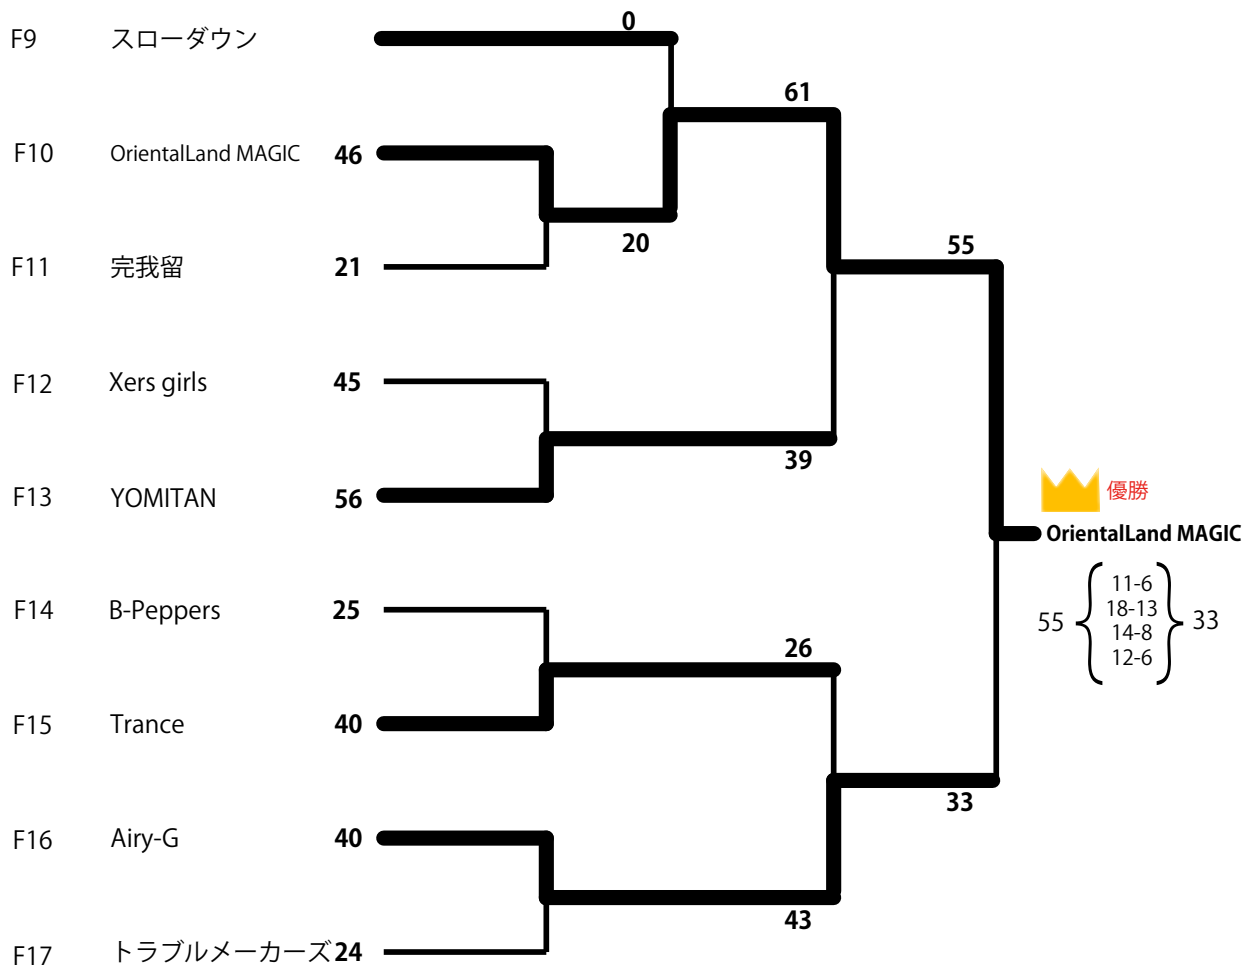 0
F9 スローダウン
61
F10 OrientalLand MAGIC 46
20
55
F11 完我留 21
F12 Xers girls 45
39
F13 YOMITAN 56
優勝
OrientalLand MAGIC
11-6
18-13
55 33
14-8
12-6
F14 B-Peppers 25
26
F15 Trance 40
33
F16 Airy-G 40
43
F17 トラブルメーカーズ 24